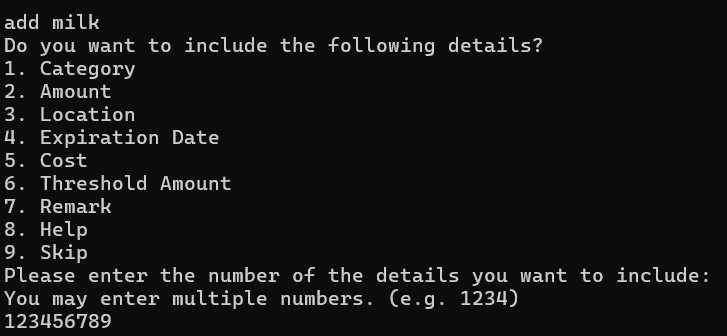 add milk
Do you want to include the following details?
1. Category
2. Amount
3. Location
4. Expiration Date
5. Cost
6. Threshold Amount
7. Remark
8. Help
9. Skip
Please enter the number of the details you want to include:
You may enter multiple numbers. (e.g. 1234)
123456789